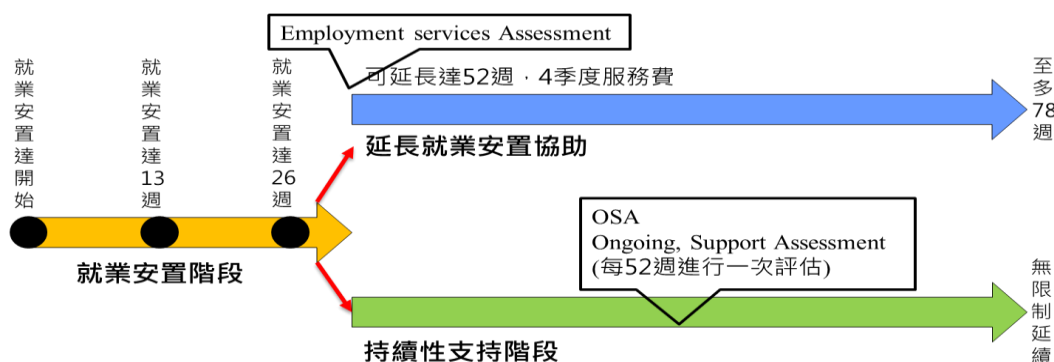 Employment services Assessment
就業安置達開始
就業安置達13週
就業安置達26週
可延長達52週，4季度服務費
至多78週
延長就業安置協助
就業安置階段
OSA
Ongoing, Support Assessment
(每52週進行一次評估)
無限制延續
持續性支持階段